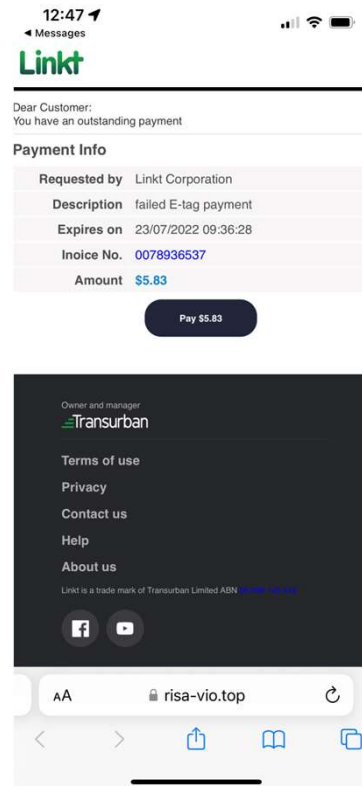 12:47
◀ Messages
Linkt
Dear Customer:
You have an outstanding payment
Payment Info
Requested by Linkt Corporation
Description failed E-tag payment
Expires on 23/07/2022 09:36:28
Inoice No. 0078936537
Amount $5.83
Pay $5.83
Owner and manager
Transurban
Terms of use
Privacy
Contact us
Help
About us
Linkt is a trade mark of Transurban Limited ABN
AA risa-vio.top